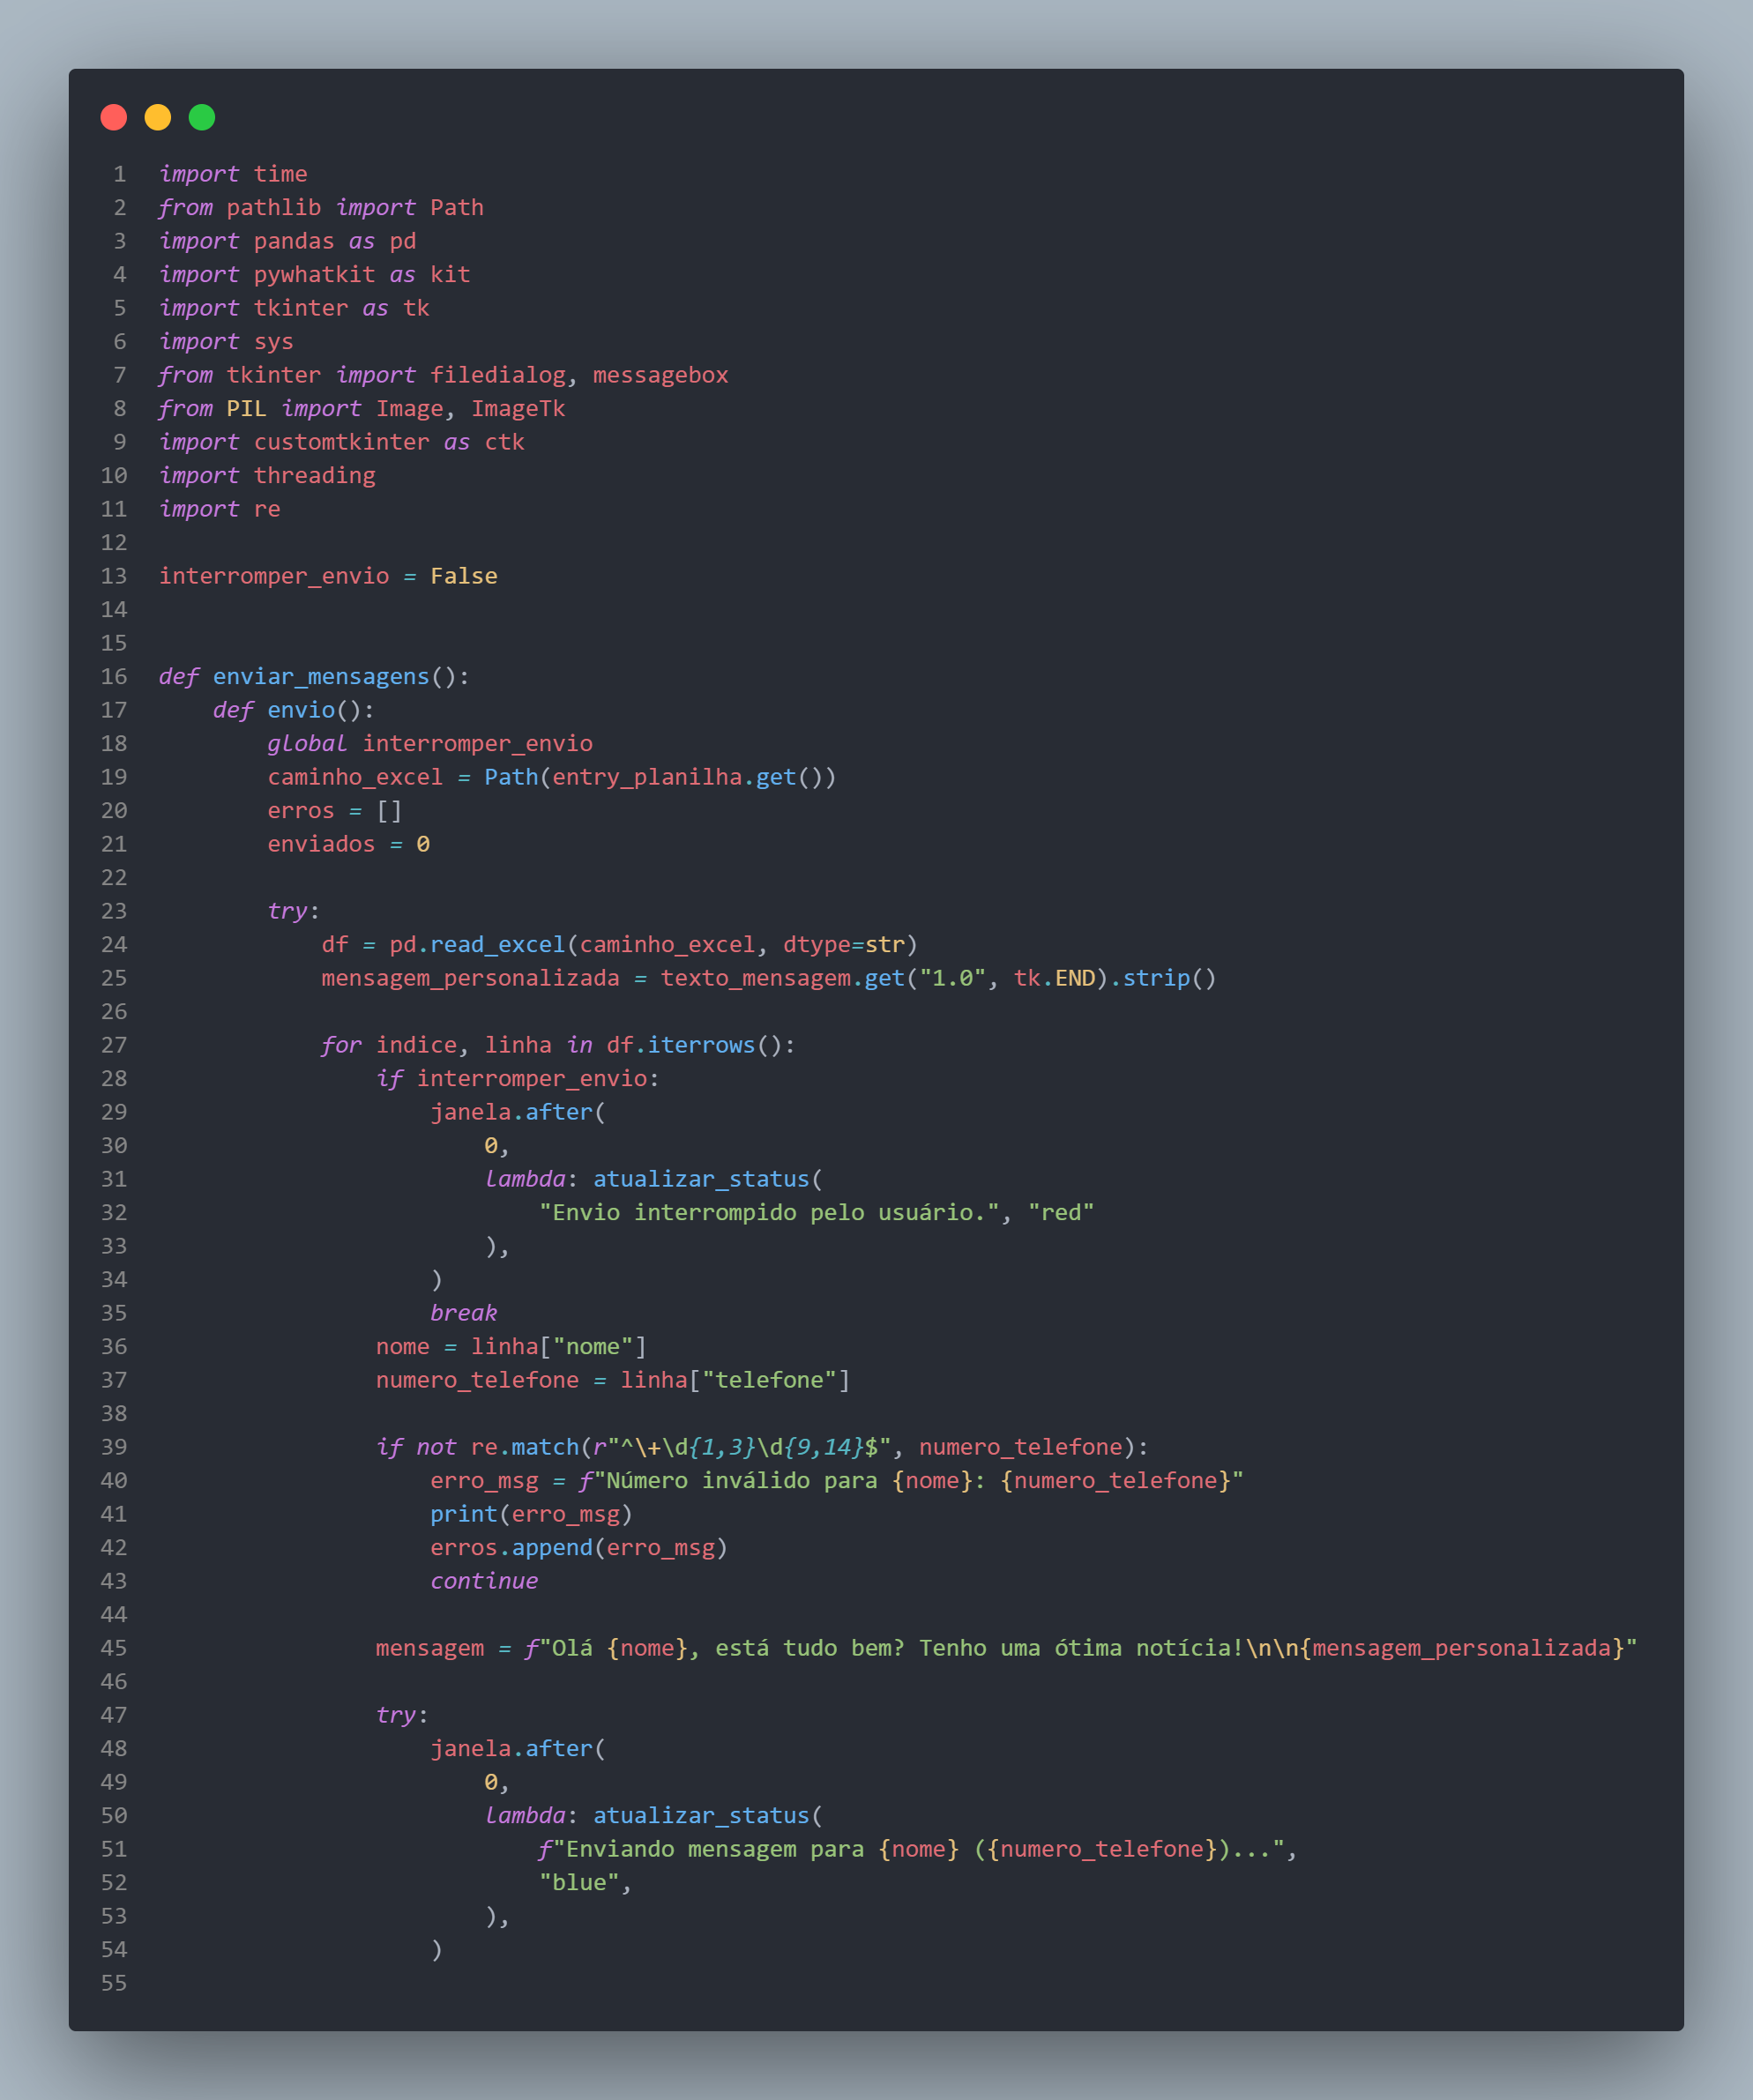 1 import time
2 from pathlib import Path
3 import pandas as pd
4 import pywhatkit as kit
5 import tkinter as tk
6 import sys
7 from tkinter import filedialog, messagebox
8 from PIL import Image, ImageTk
9 import customtkinter as ctk
10 import threading
11 import re
12
13 interromper_envio = False
14
15
16 def enviar_mensagens():
17     def envio():
18         global interromper_envio
19         caminho_excel = Path(entry_planilha.get())
20         erros = []
21         enviados = 0
22
23         try:
24             df = pd.read_excel(caminho_excel, dtype=str)
25             mensagem_personalizada = texto_mensagem.get("1.0", tk.END).strip()
26
27             for indice, linha in df.iterrows():
28                 if interromper_envio:
29                     janela.after(
30                         0,
31                         lambda: atualizar_status(
32                             "Envio interrompido pelo usuário.", "red"
33                         ),
34                     )
35                     break
36                 nome = linha["nome"]
37                 numero_telefone = linha["telefone"]
38
39                 if not re.match(r"^\+\d{1,3}\d{9,14}$", numero_telefone):
40                     erro_msg = f"Número inválido para {nome}: {numero_telefone}"
41                     print(erro_msg)
42                     erros.append(erro_msg)
43                     continue
44
45                 mensagem = f"Olá {nome}, está tudo bem? Tenho uma ótima notícia!\n\n{mensagem_personalizada}"
46
47                 try:
48                     janela.after(
49                         0,
50                         lambda: atualizar_status(
51                             f"Enviando mensagem para {nome} ({numero_telefone})...",
52                             "blue",
53                         ),
54                     )
55